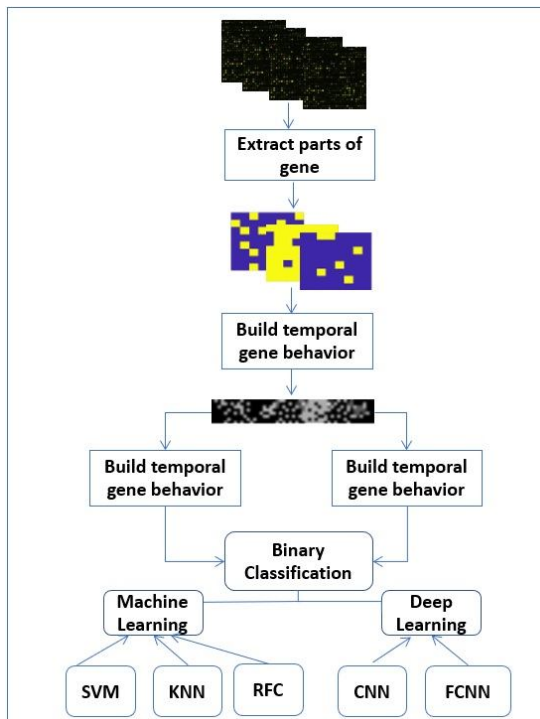 Extract parts of
gene
Build temporal
gene behavior
Build temporal
gene behavior
Build temporal
gene behavior
Binary
Classification
Machine
Learning
Deep
Learning
SVM
KNN
RFC
CNN
FCNN